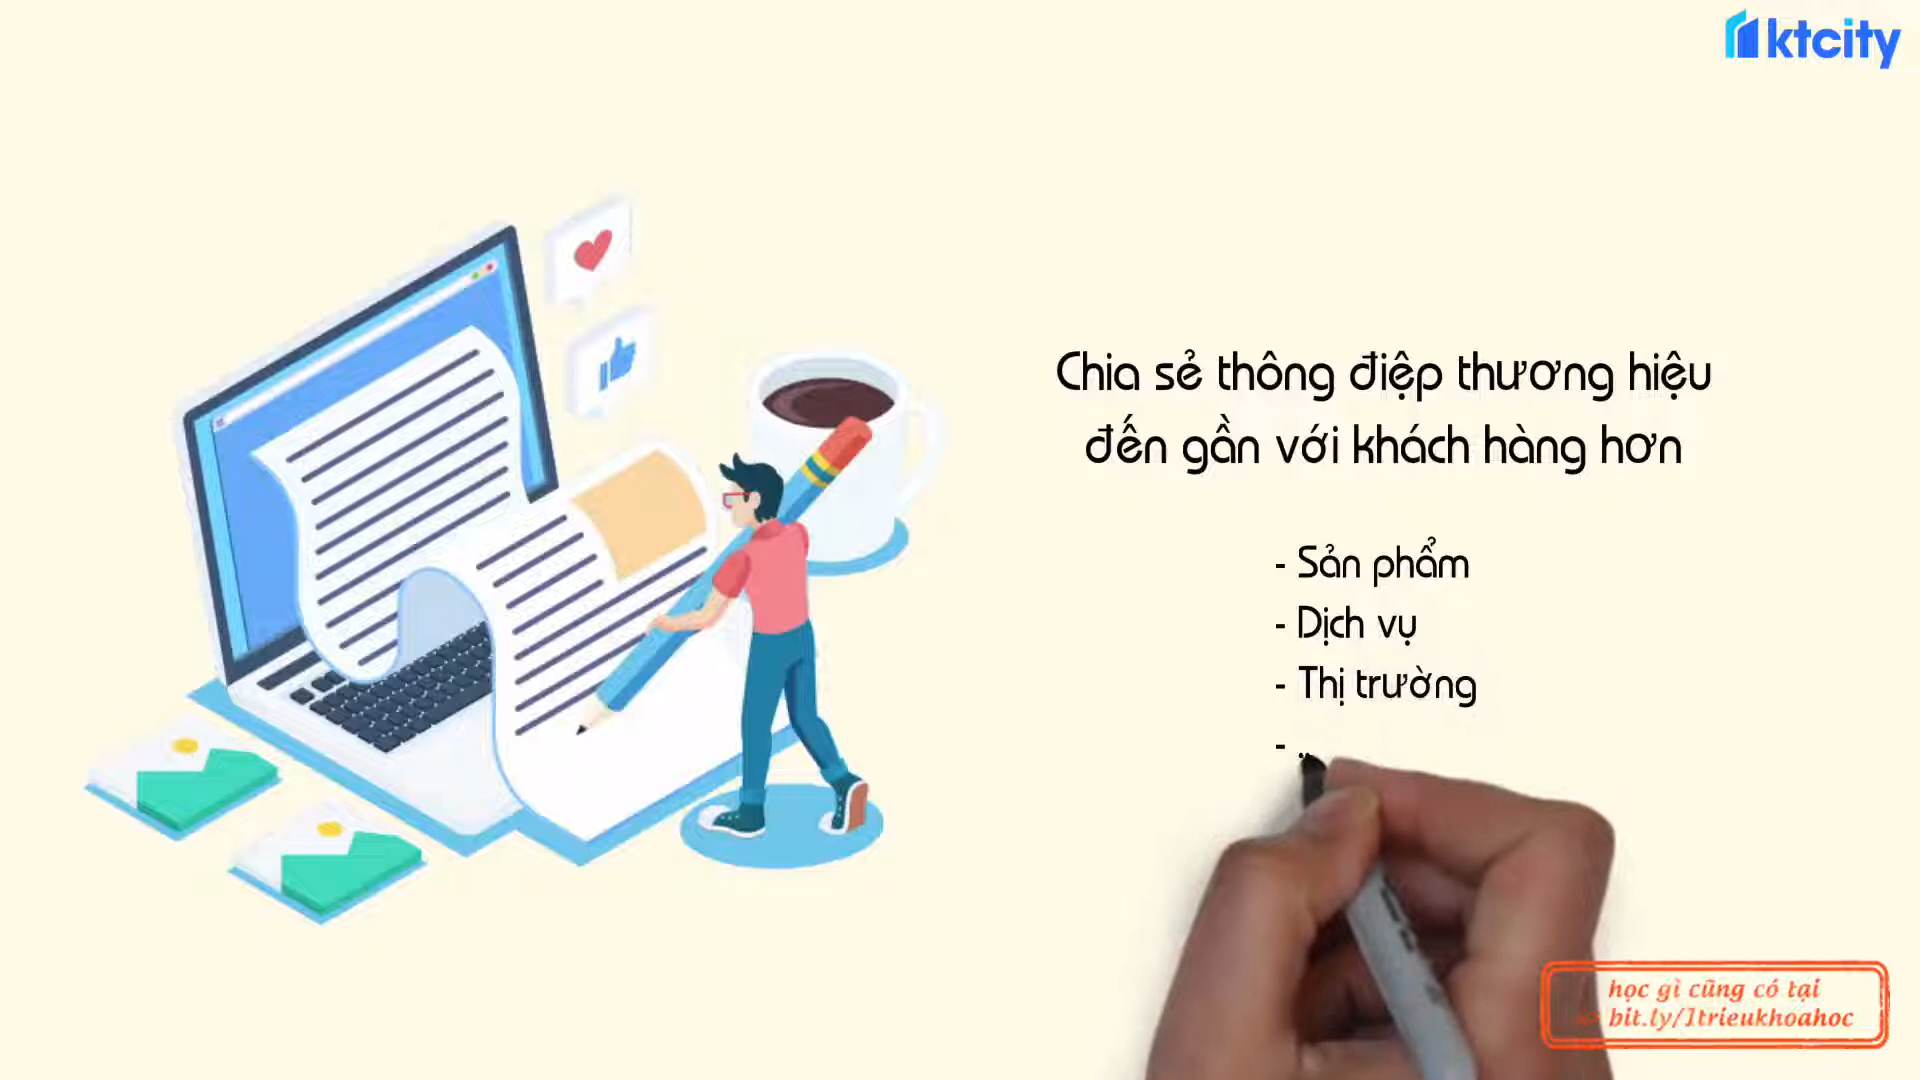 ktcity
Chia sẻ thông điệp thương hiệu
đến gần với khách hàng hơn
- Sản phẩm
- Dịch vụ
- Thị trường
- ..
học gì cũng có tại
bit.ly/1trieukhoahoc